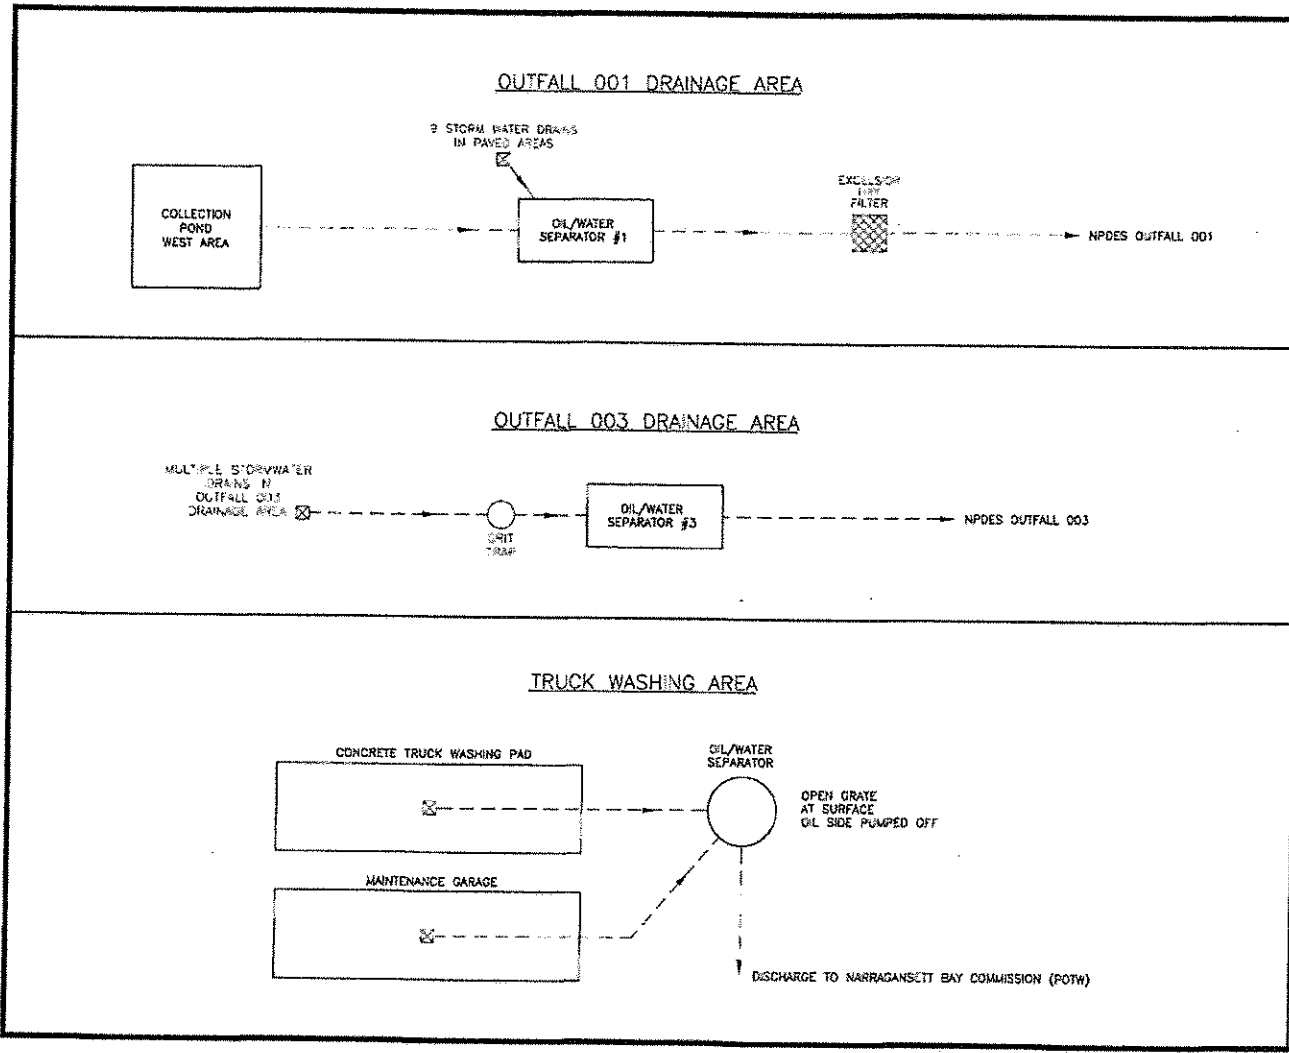 OUTFALL 001 DRAINAGE AREA
STORM WATER DRAINS
IN PAVED AREAS
COLLECTION
POND
WEST AREA
OIL/WATER
SEPARATOR #1
EXCELSIOR
HAY
FILTER
NPDES OUTFALL 001
OUTFALL 003 DRAINAGE AREA
MULTIPLE STORMWATER
DRAINS IN
OUTFALL 003
DRAINAGE AREA
GRIT
TRAP
OIL/WATER
SEPARATOR #3
NPDES OUTFALL 003
TRUCK WASHING AREA
CONCRETE TRUCK WASHING PAD
OIL/WATER
SEPARATOR
OPEN GRATE
AT SURFACE
OIL SIDE PUMPED OFF
MAINTENANCE GARAGE
DISCHARGE TO NARRAGANSETT BAY COMMISSION (POTW)